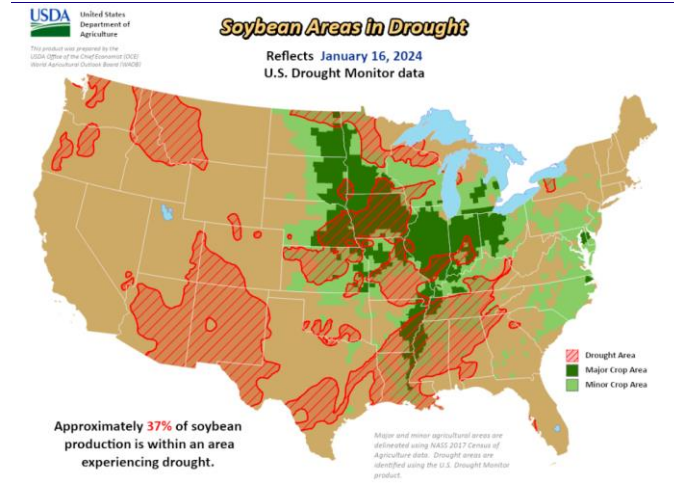 USDA
United States
Department of
Agriculture
This product was prepared by the
USDA Office of the Chief Economist (OCE)
World Agricultural Outlook Board (WAOB)
Soybean Areas in Drought
Reflects January 16, 2024
U.S. Drought Monitor data
Drought Area
Major Crop Area
Minor Crop Area
Approximately 37% of soybean
production is within an area
experiencing drought.
Major and minor agricultural areas are
delineated using NASS 2017 Census of
Agriculture data. Drought areas are
identified using the U.S. Drought Monitor
product.